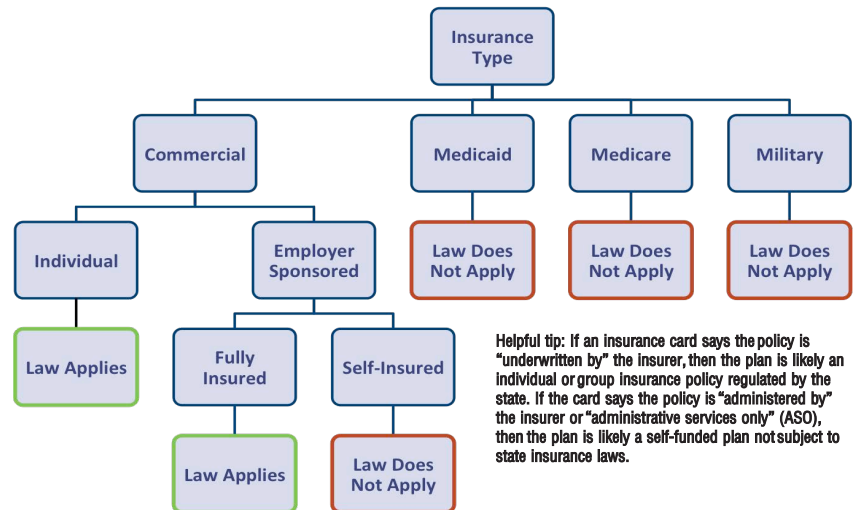 Insurance
Type
Commercial
Medicaid
Medicare
Military
Individual
Employer
Sponsored
Law Does
Not Apply
Law Does
Not Apply
Law Does
Not Apply
Law Applies
Fully
Insured
Self-Insured
Law Applies
Law Does
Not Apply
Helpful tip: If an insurance card says the policy is
“underwritten by” the insurer, then the plan is likely an
individual or group insurance policy regulated by the
state. If the card says the policy is “administered by”
the insurer or “administrative services only” (ASO),
then the plan is likely a self-funded plan not subject to
state insurance laws.